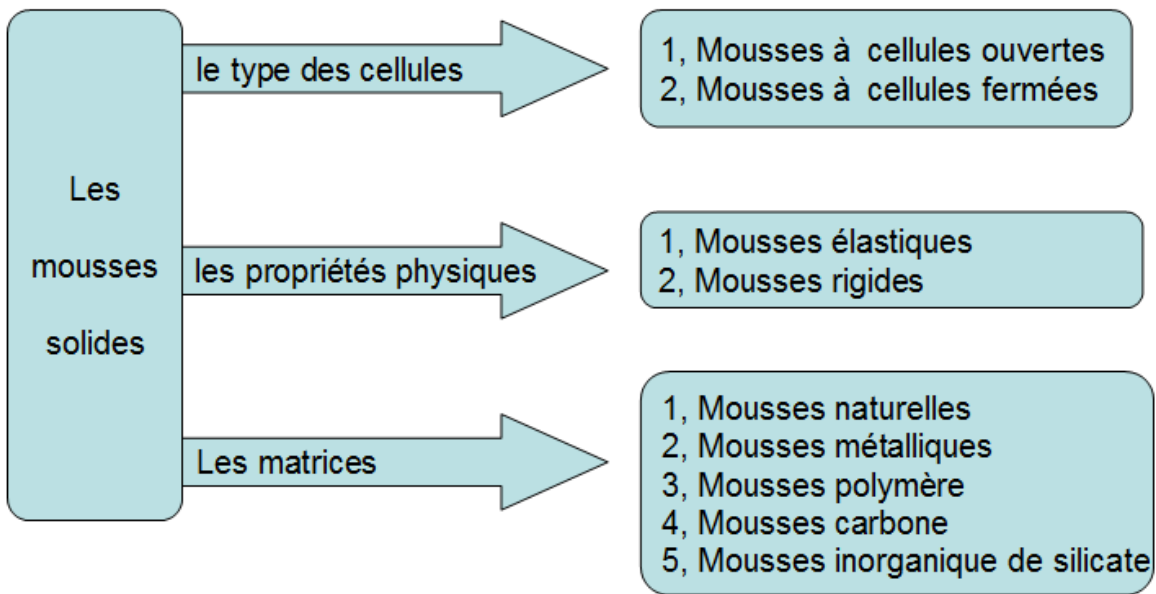 Les
mousses
solides
le type des cellules
1, Mousses à cellules ouvertes
2, Mousses à cellules fermées
les propriétés physiques
1, Mousses élastiques
2, Mousses rigides
Les matrices
1, Mousses naturelles
2, Mousses métalliques
3, Mousses polymère
4, Mousses carbone
5, Mousses inorganique de silicate